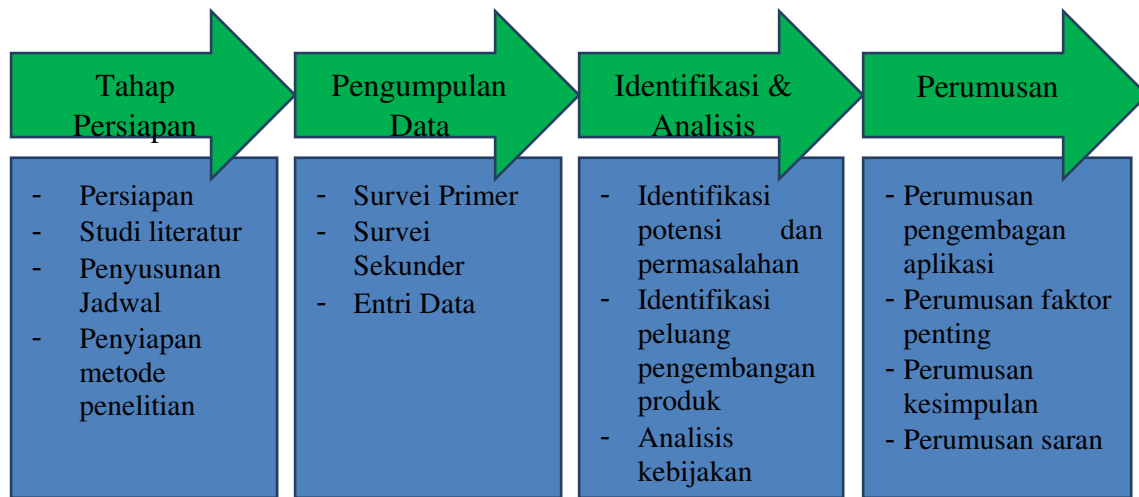 Tahap
Persiapan
- Persiapan
- Studi literatur
- Penyusunan
Jadwal
- Penyiapan
metode
penelitian
Pengumpulan
Data
- Survei Primer
- Survei
Sekunder
- Entri Data
Identifikasi &
Analisis
- Identifikasi
potensi dan
permasalahan
- Identifikasi
peluang
pengembangan
produk
- Analisis
kebijakan
Perumusan
- Perumusan
pengembagan
aplikasi
- Perumusan faktor
penting
- Perumusan
kesimpulan
- Perumusan saran